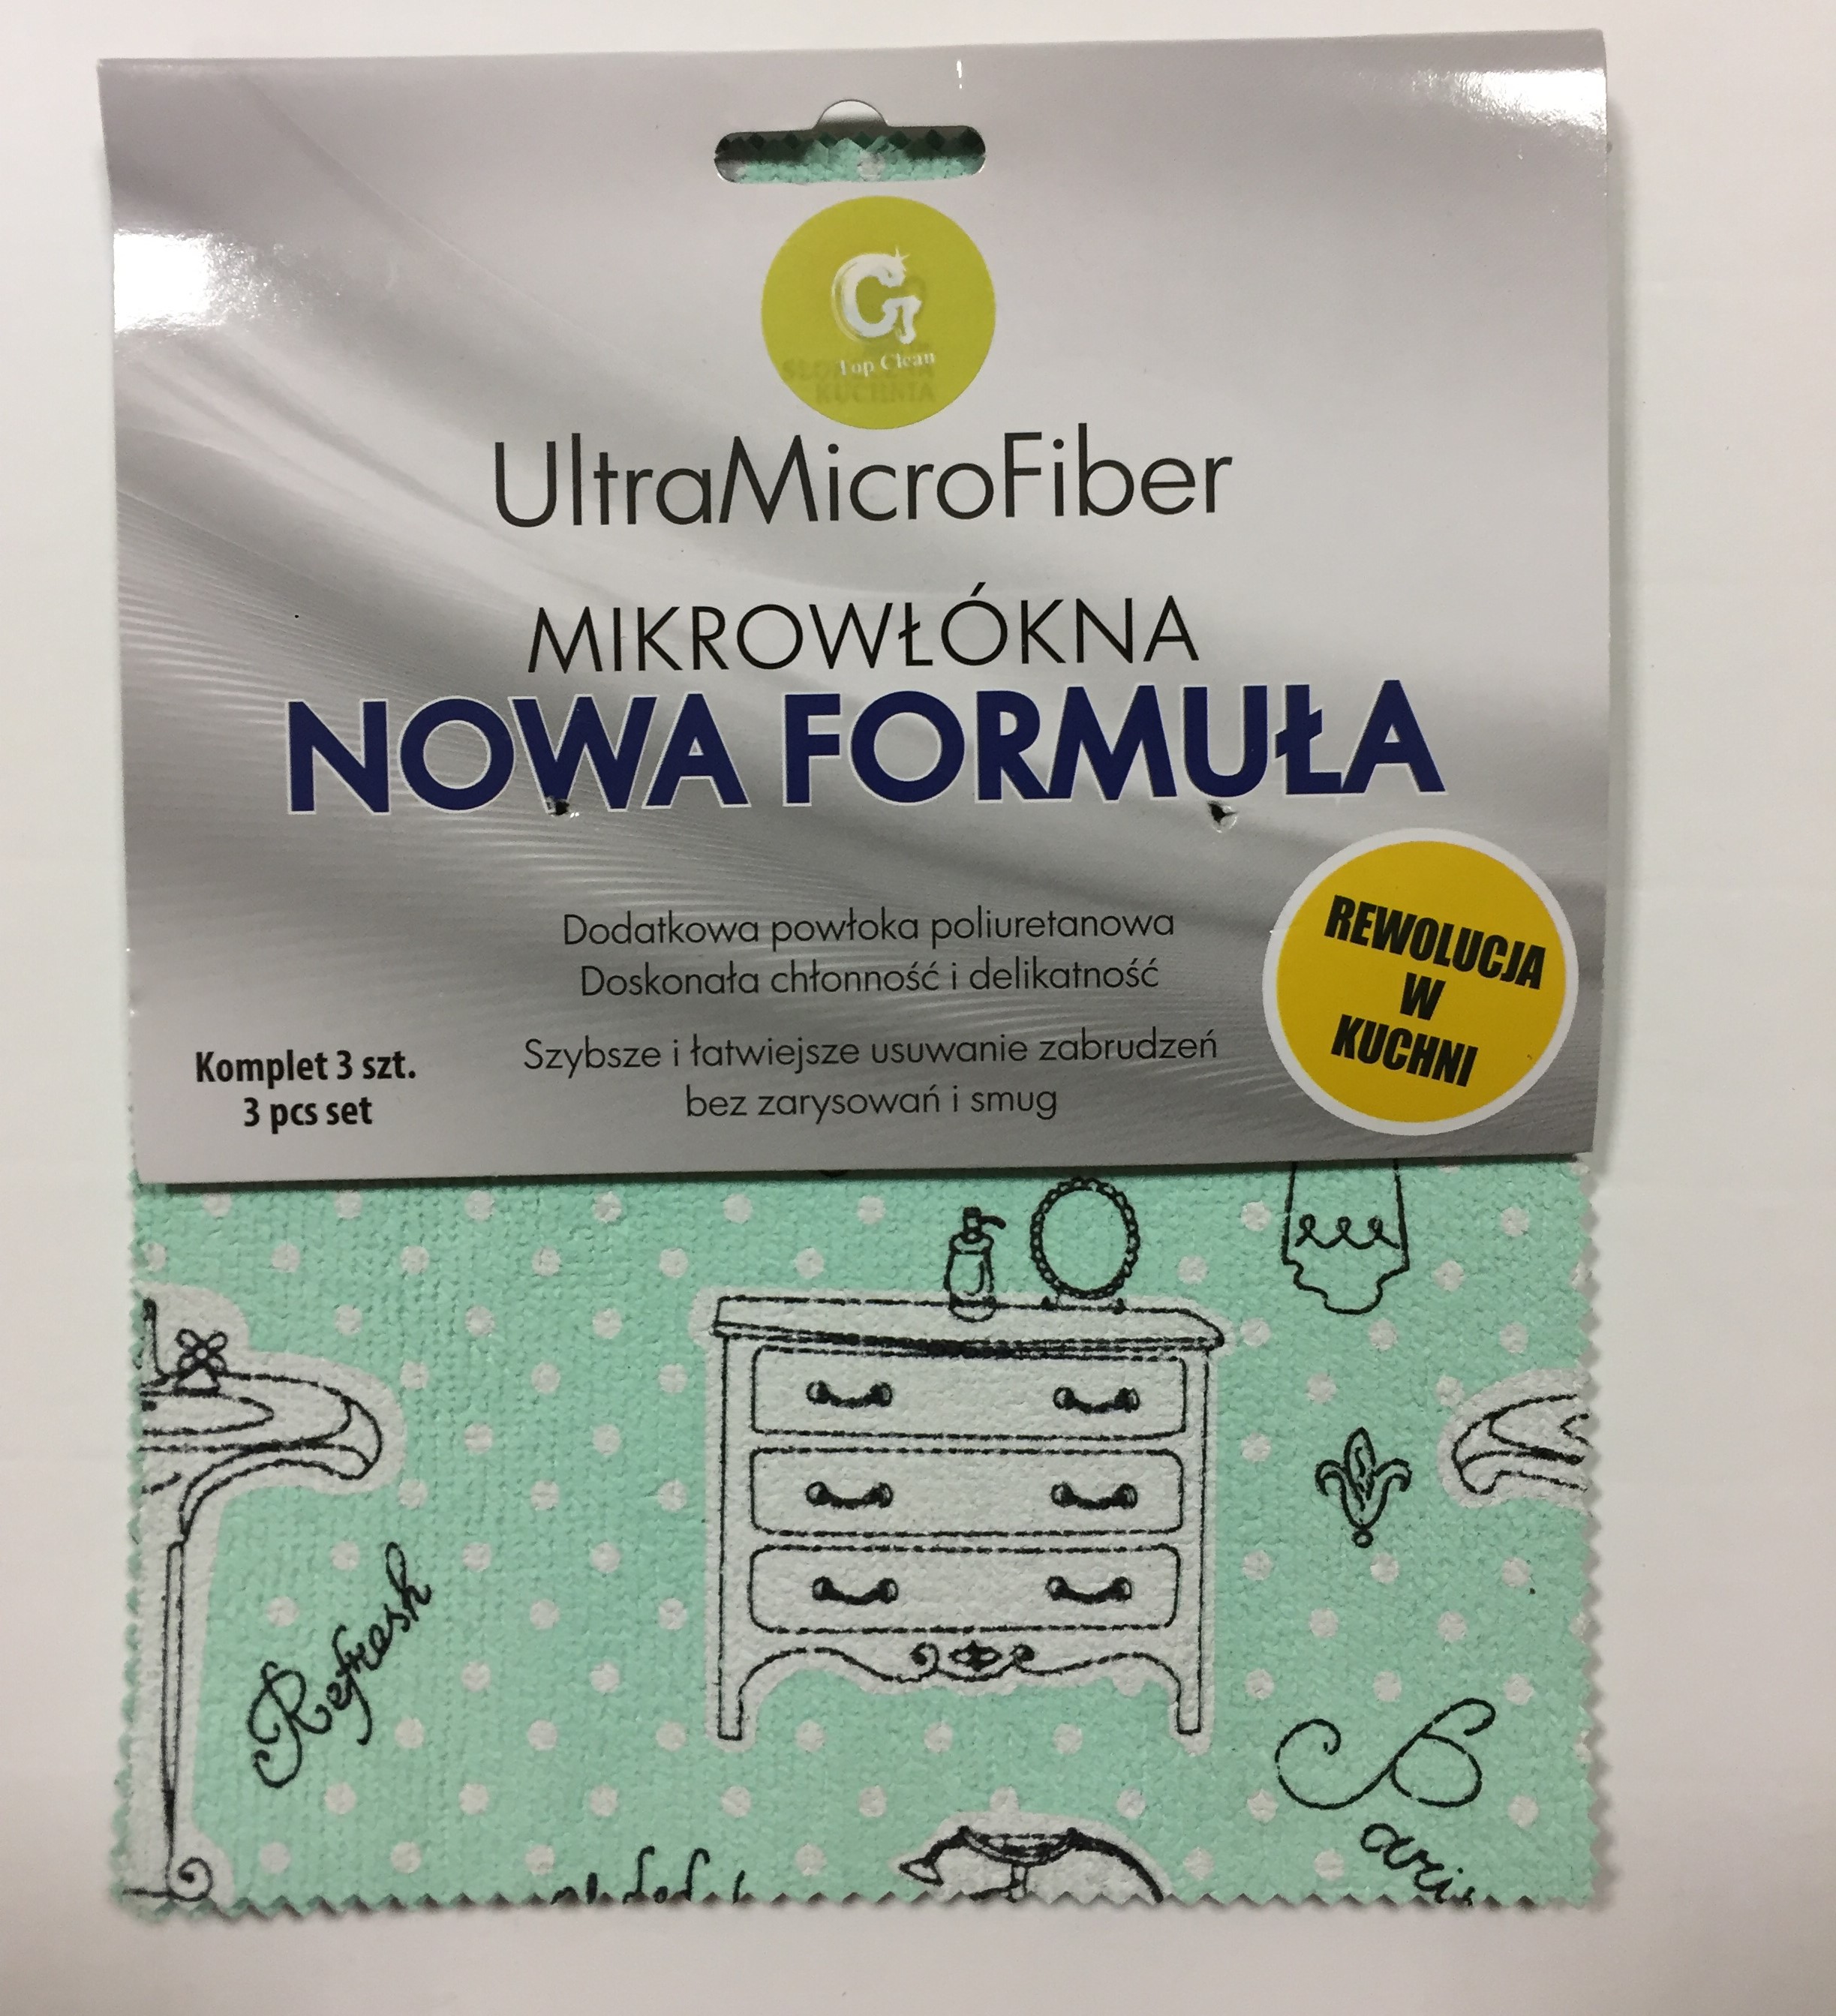 Top Clean
KUCHNIA
UltraMicroFiber
MIKROWŁÓKNA
NOWA FORMUŁA
Dodatkowa powłoka poliuretanowa
Doskonała chłonność i delikatność
Szybsze i łatwiejsze usuwanie zabrudzeń
bez zarysowań i smug
Komplet 3 szt.
3 pcs set
REWOLUCJA
W
KUCHNI
Refresh